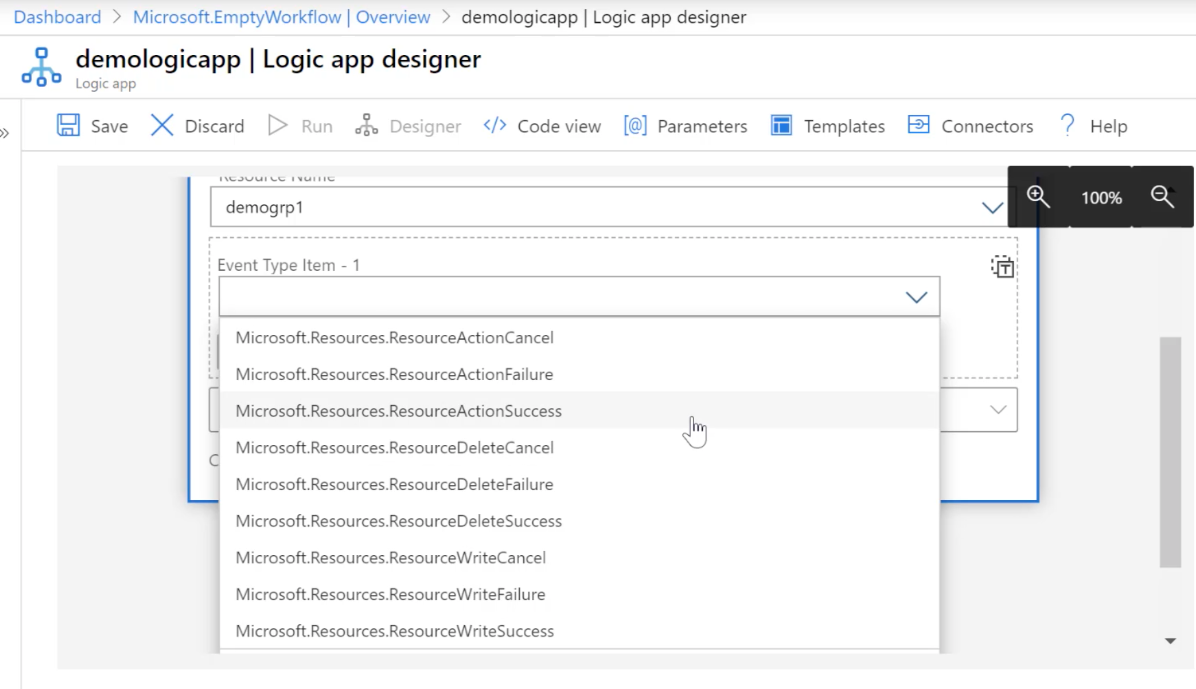 Dashboard > Microsoft.EmptyWorkflow | Overview > demologicapp | Logic app designer
demologicapp | Logic app designer
Logic app
» Save Discard Run Designer </> Code view [@] Parameters Templates Connectors ? Help
Resource Name
demogrp1
100%
Event Type Item - 1
Microsoft.Resources.ResourceActionCancel
Microsoft.Resources.ResourceActionFailure
Microsoft.Resources.ResourceActionSuccess
Microsoft.Resources.ResourceDeleteCancel
Microsoft.Resources.ResourceDeleteFailure
Microsoft.Resources.ResourceDeleteSuccess
Microsoft.Resources.ResourceWriteCancel
Microsoft.Resources.ResourceWriteFailure
Microsoft.Resources.ResourceWriteSuccess